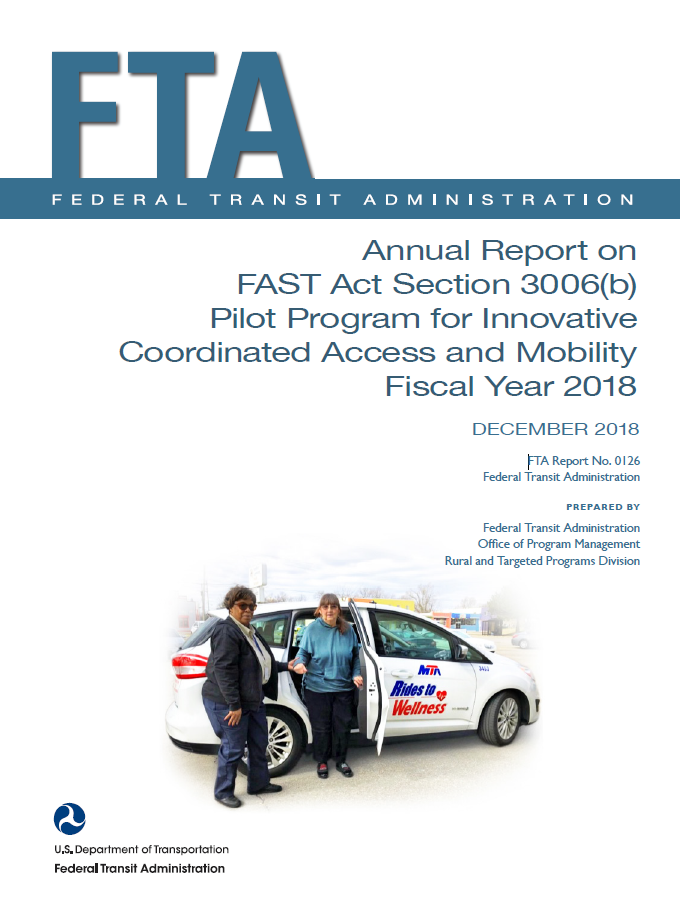 FTA
FEDERAL TRANSIT ADMINISTRATION
Annual Report on
FAST Act Section 3006(b)
Pilot Program for Innovative
Coordinated Access and Mobility
Fiscal Year 2018
DECEMBER 2018
FTA Report No. 0126
Federal Transit Administration
PREPARED BY
Federal Transit Administration
Office of Program Management
Rural and Targeted Programs Division
MTA
Rides to
Wellness
U.S. Department of Transportation
Federal Transit Administration